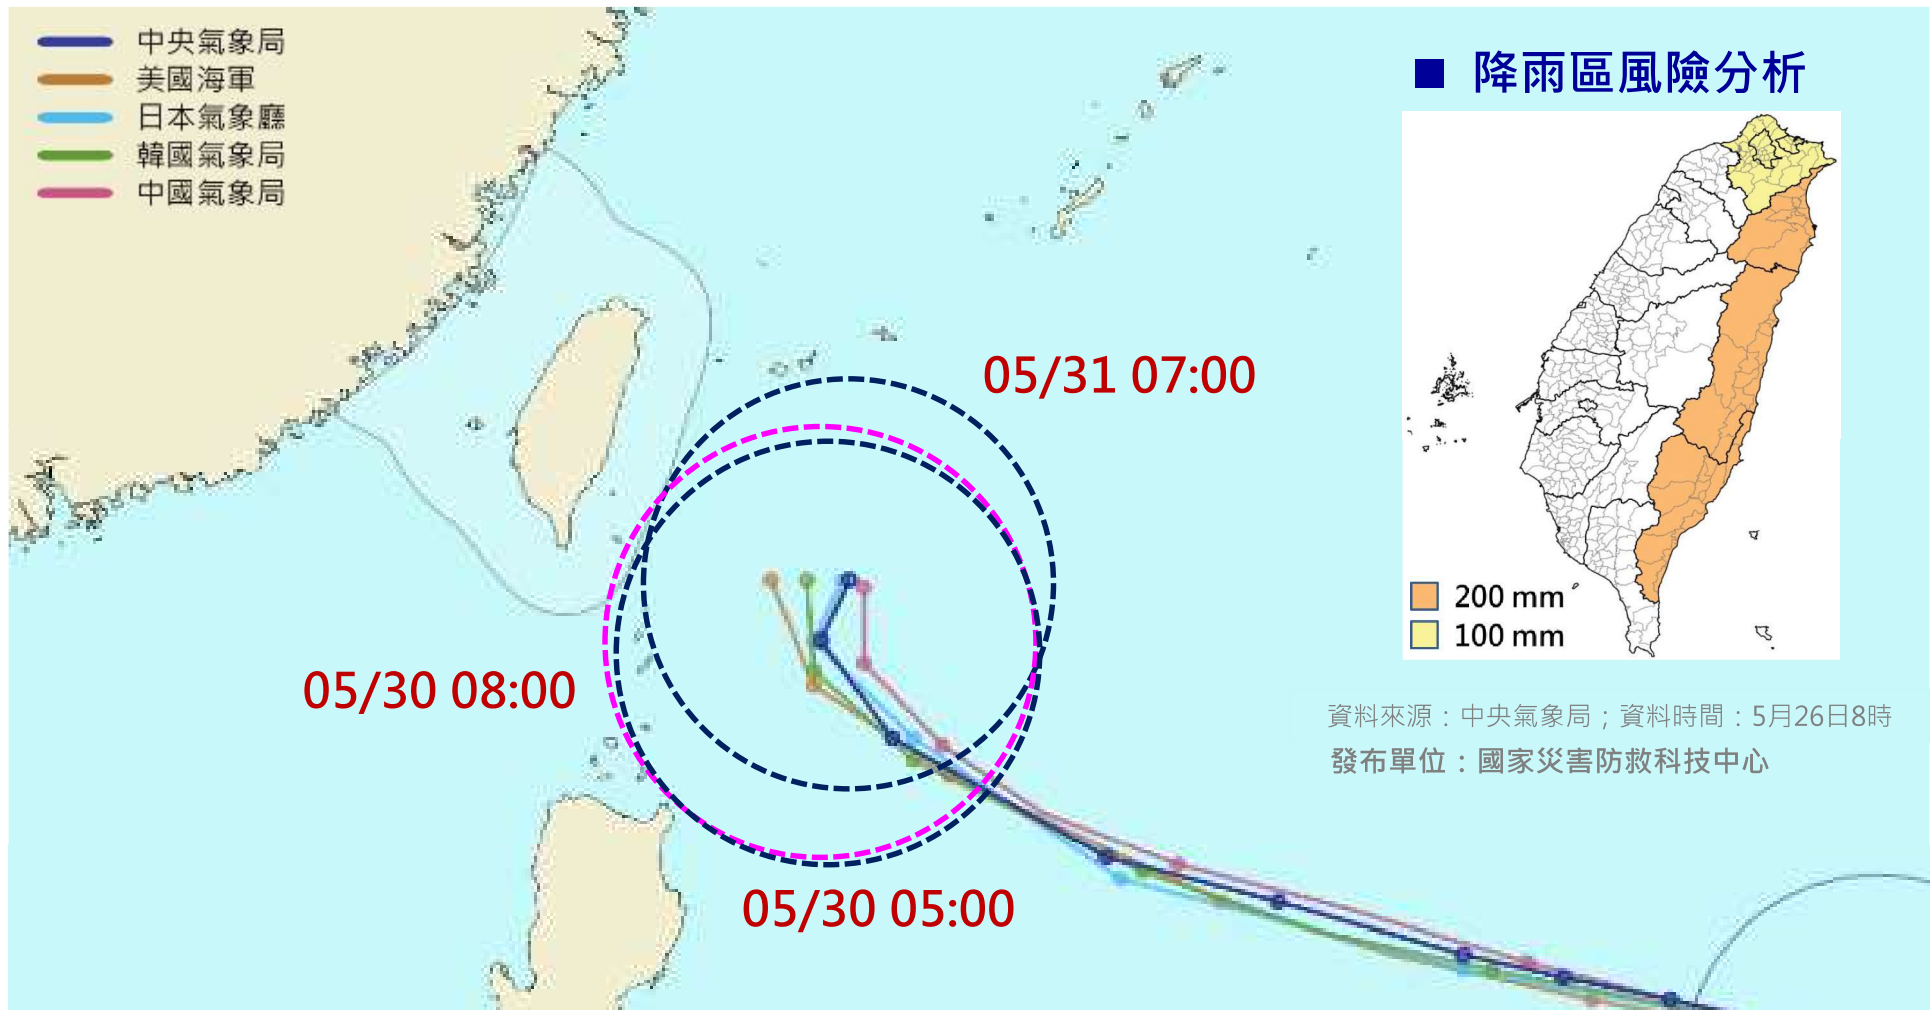 中央氣象局
美國海軍
日本氣象廳
韓國氣象局
中國氣象局
■ 降雨區風險分析
05/31 07:00
05/30 08:00
05/30 05:00
200 mm
100 mm
資料來源：中央氣象局；資料時間：5月26日8時
發布單位：國家災害防救科技中心